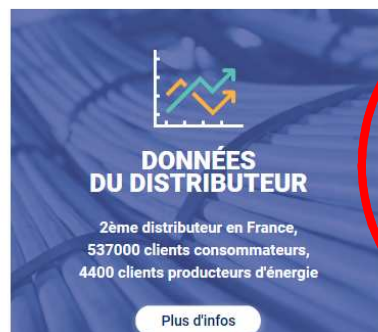 DONNÉES
DU DISTRIBUTEUR
2ème distributeur en France,
537000 clients consommateurs,
4400 clients producteurs d'énergie
Plus d'infos